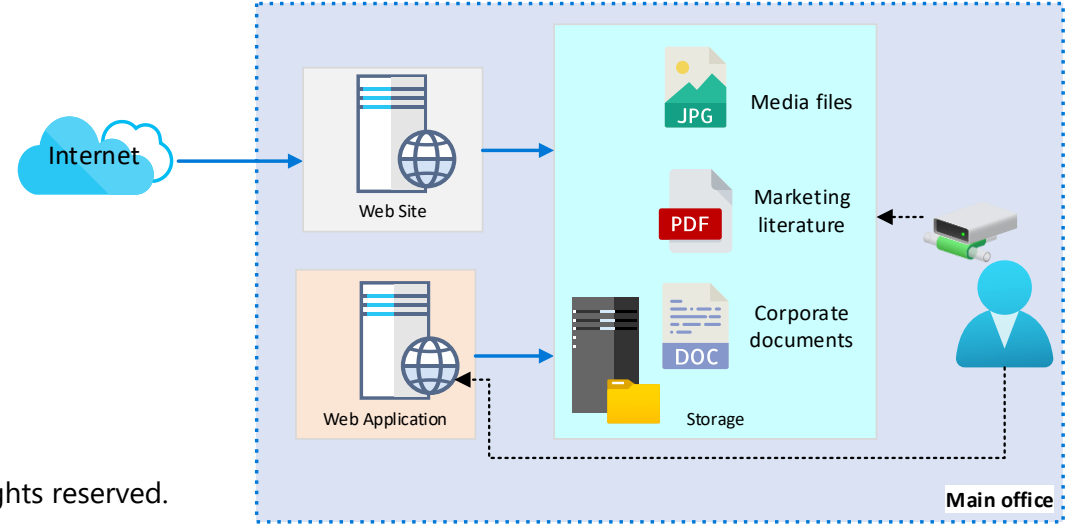 Internet
Web Site
Web Application
JPG
Media files
PDF
Marketing
literature
DOC
Corporate
documents
Storage
Main office
ghts reserved.